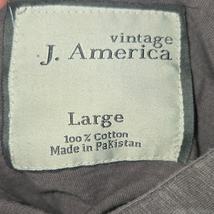 vintage
J. America
Large
100% Cotton
Made in Pakistan